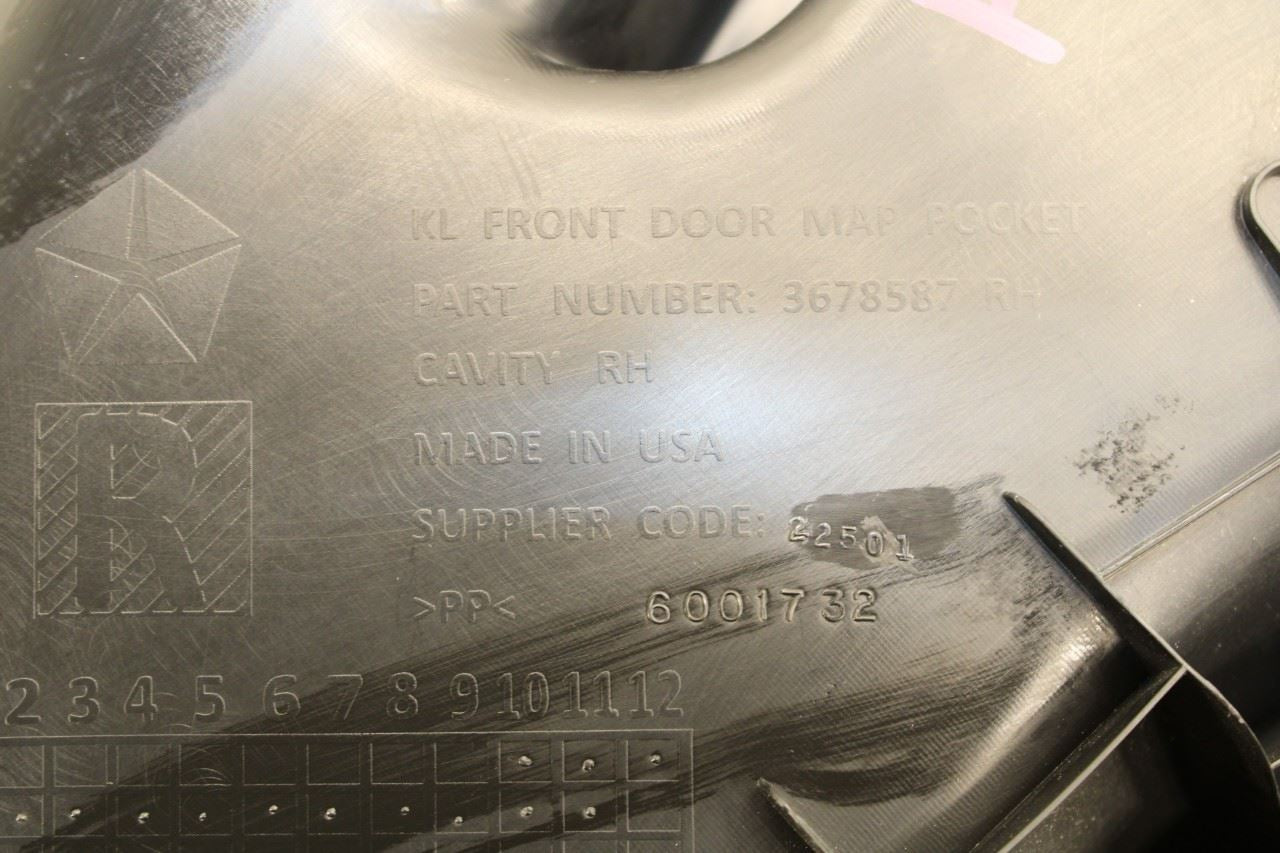 KL FRONT DOOR MAP POCKET
PART NUMBER: 3678587 RH
CAVITY RH
MADE IN USA
SUPPLIER CODE: 22501
>PP< 6001732
R
2 3 4 5 6 7 8 9 10 11 12